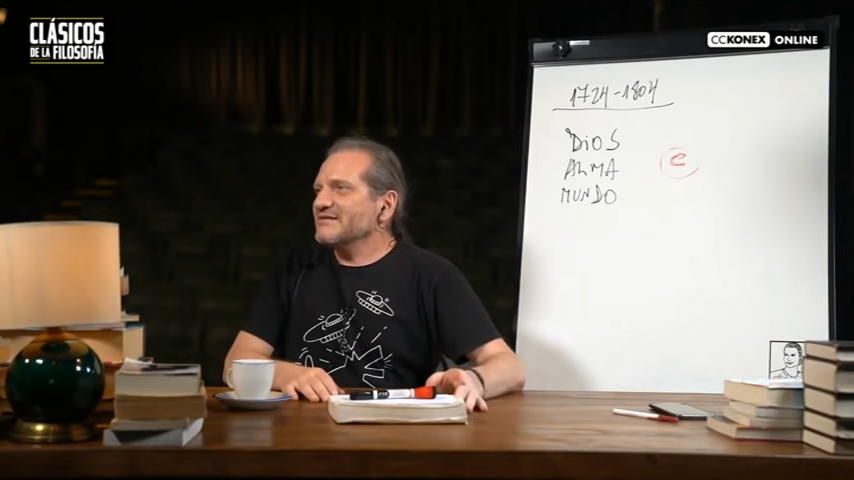 CLÁSICOS
de la FILOSOFÍA
CCKONEX ONLINE
1724-1804
DIOS
ALMA
MUNDO
C